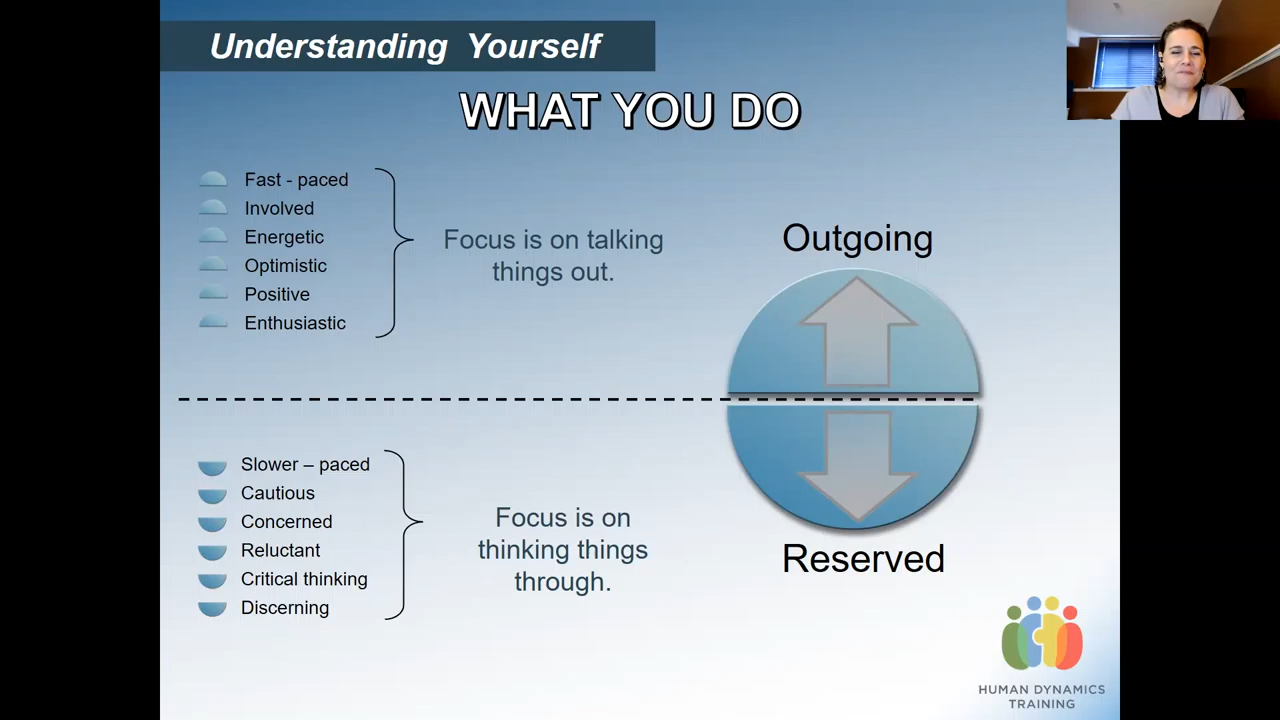 Understanding Yourself
WHAT YOU DO
Fast - paced
Involved
Energetic
Optimistic
Positive
Enthusiastic
Focus is on talking
things out.
Outgoing
Slower – paced
Cautious
Concerned
Reluctant
Critical thinking
Discerning
Focus is on
thinking things
through.
Reserved
HUMAN DYNAMICS
TRAINING